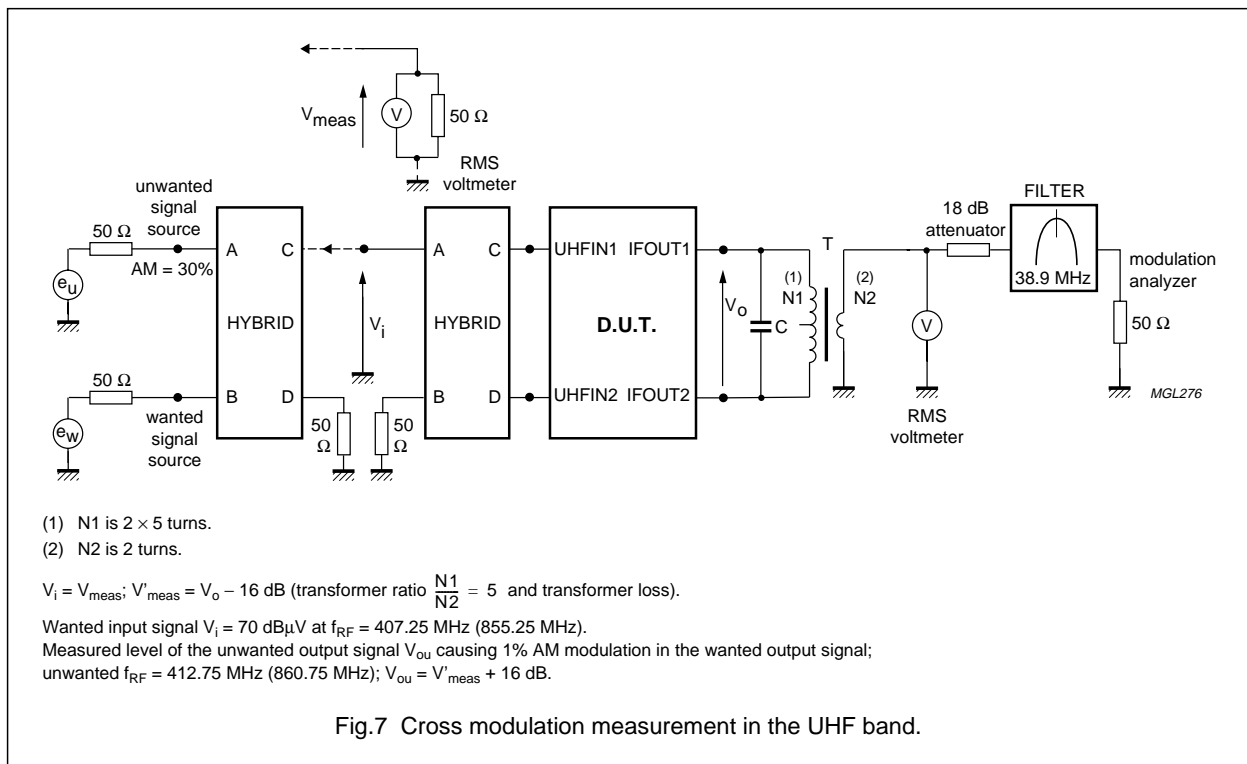 V
50 Ω
Vmeas
RMS
voltmeter
unwanted
signal
source
50 Ω
AM = 30%
eu
A
C
HYBRID
B
D
50 Ω
ew
wanted
signal
source
50
Ω
Vi
A
C
HYBRID
B
D
50
Ω
UHFIN1
IFOUT1
D.U.T.
UHFIN2
IFOUT2
Vo
C
T
(1)
N1
(2)
N2
V
RMS
voltmeter
18 dB
attenuator
FILTER
38.9 MHz
modulation
analyzer
50 Ω
MGL276
(1) N1 is 2 × 5 turns.
(2) N2 is 2 turns.
Vi = Vmeas; V'meas = Vo − 16 dB (transformer ratio N1/N2 = 5 and transformer loss).
Wanted input signal Vi = 70 dBμV at fRF = 407.25 MHz (855.25 MHz).
Measured level of the unwanted output signal Vou causing 1% AM modulation in the wanted output signal;
unwanted fRF = 412.75 MHz (860.75 MHz); Vou = V'meas + 16 dB.
Fig.7 Cross modulation measurement in the UHF band.